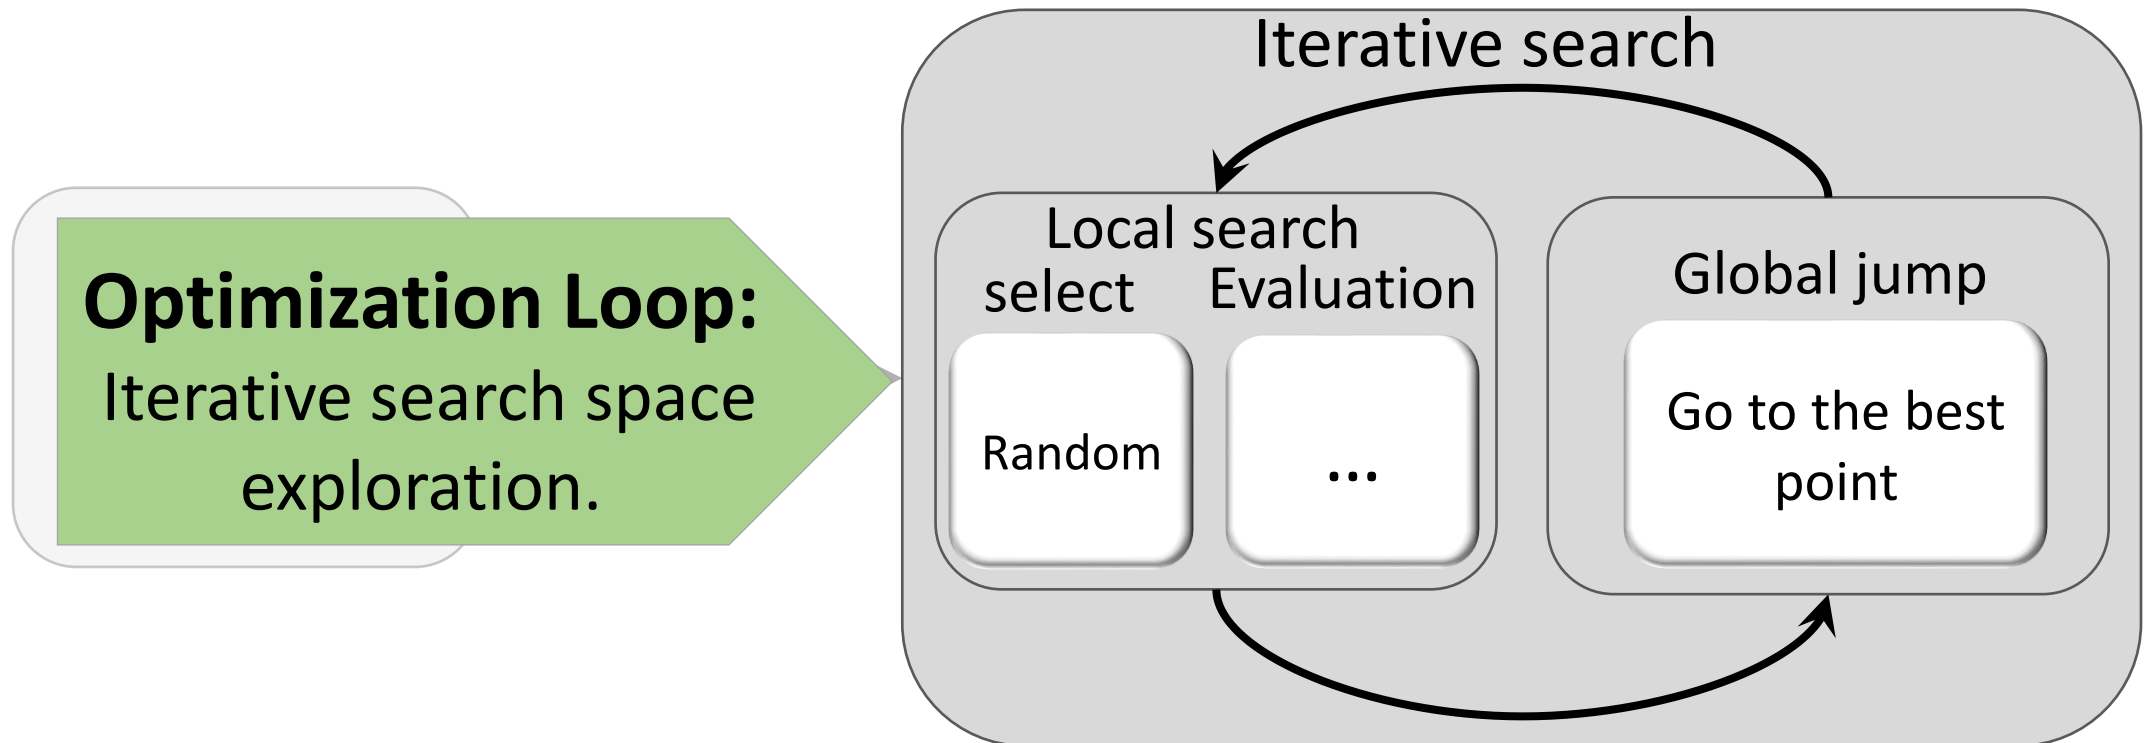 Optimization Loop:
Iterative search space
exploration.
Iterative search
Local search
select
Evaluation
Random
...
Global jump
Go to the best
point